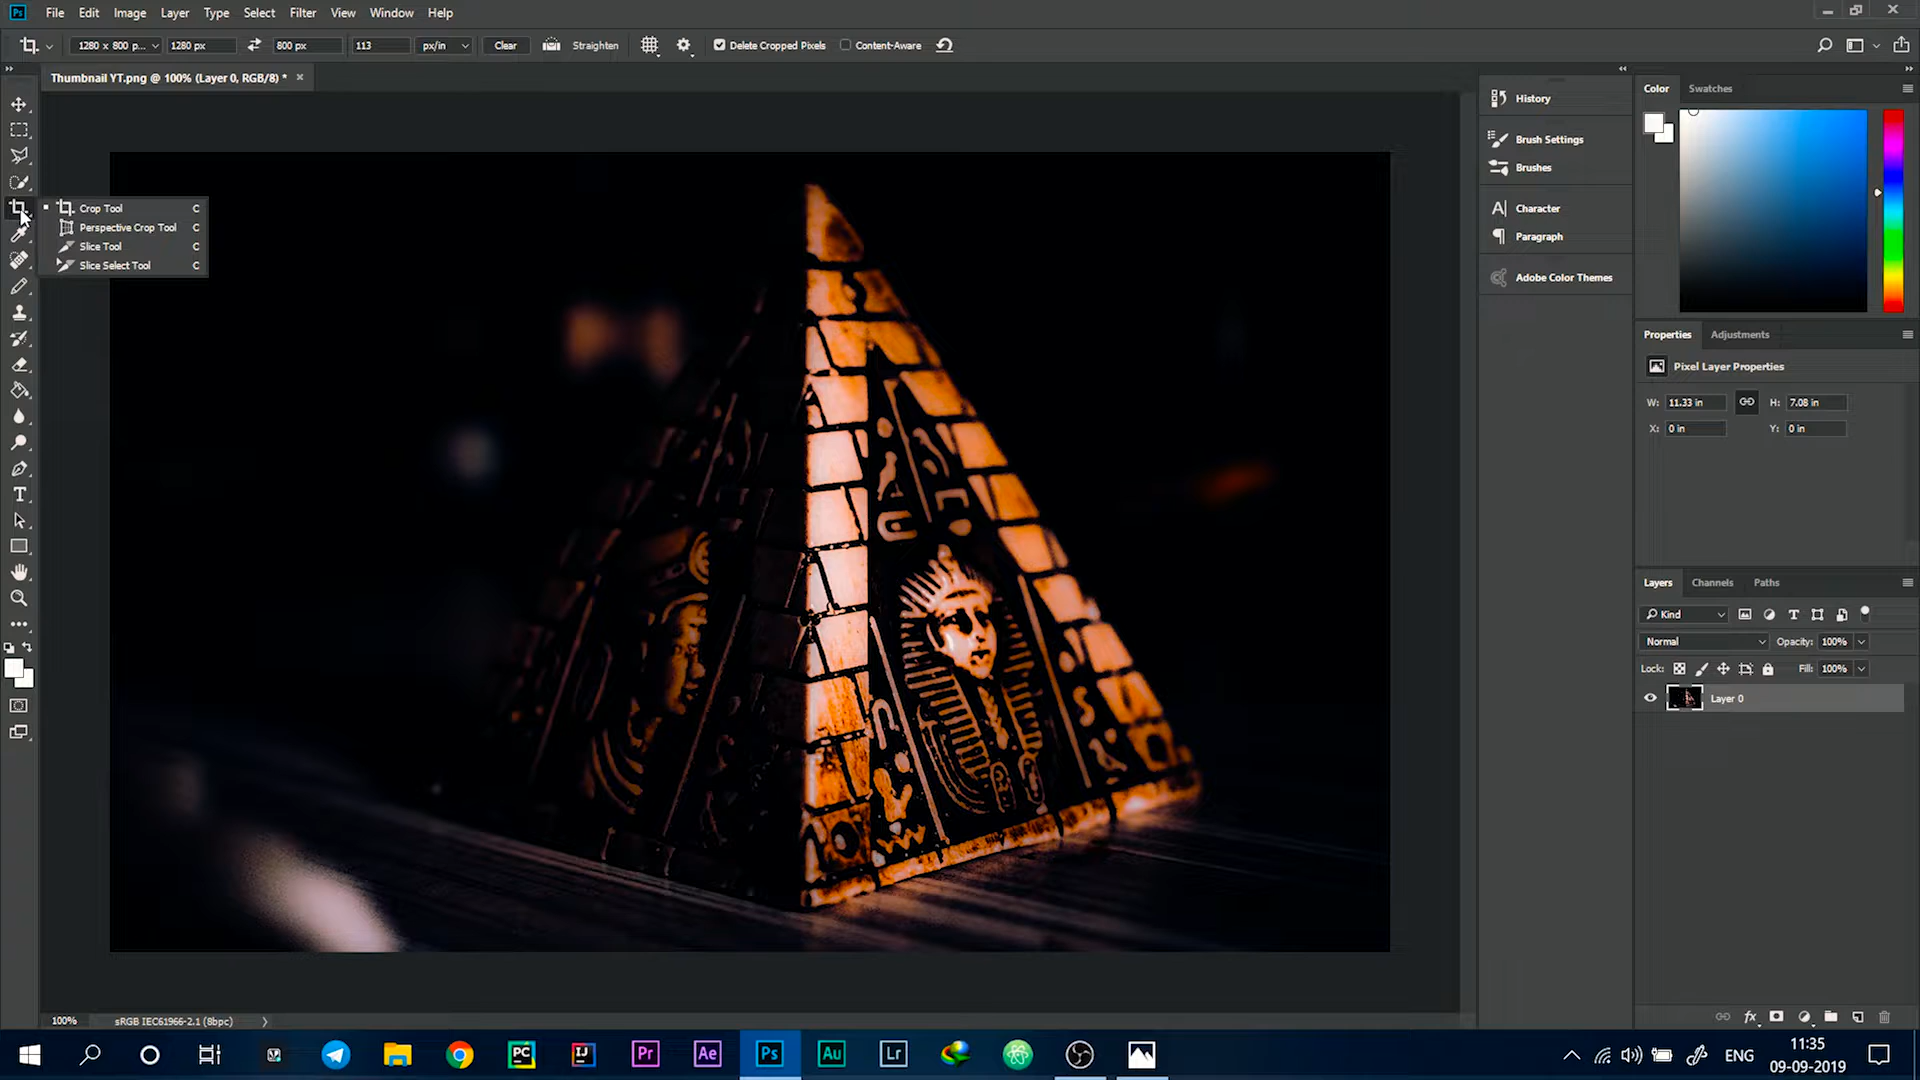 Ps File Edit Image Layer Type Select Filter View Window Help
1280 x 800 p... 1280 px 800 px 113 px/in Clear Straighten Delete Cropped Pixels Content-Aware
Thumbnail YT.png @ 100% (Layer 0, RGB/8) *
Crop Tool C
Perspective Crop Tool C
Slice Tool C
Slice Select Tool C
T
History
Brush Settings
Brushes
Character
Paragraph
Adobe Color Themes
Color Swatches
Properties Adjustments
Pixel Layer Properties
W: 11.33 in H: 7.08 in
X: 0 in Y: 0 in
Layers Channels Paths
Kind
Normal Opacity: 100%
Lock: Fill: 100%
Layer 0
fx
100% sRGB IEC61966-2.1 (8bpc)
PC IJ Pr Ae Ps Au Lr
ENG
11:35
09-09-2019